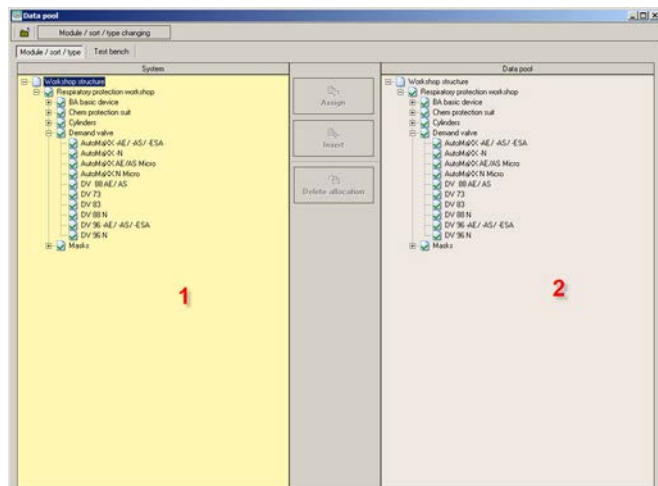 Data pool
Module / sort / type changing
Module / sort / type Test bench
System
Workshop structure
Respiratory protection workshop
BA basic device
Chem protection suit
Cylinders
Demand valve
AutoMaXX -AE/ -AS/ -ESA
AutoMaXX -N
AutoMaXX AE/AS Micro
AutoMaXX N Micro
DV 88 AE/ AS
DV 73
DV 83
DV 88 N
DV 96 -AE/ -AS/ -ESA
DV 96 N
Masks
1
Assign
Insert
Delete allocation
Data pool
Workshop structure
Respiratory protection workshop
BA basic device
Chem protection suit
Cylinders
Demand valve
AutoMaXX -AE/ -AS/ -ESA
AutoMaXX -N
AutoMaXX AE/AS Micro
AutoMaXX N Micro
DV 88 AE/ AS
DV 73
DV 83
DV 88 N
DV 96 -AE/ -AS/ -ESA
DV 96 N
Masks
2